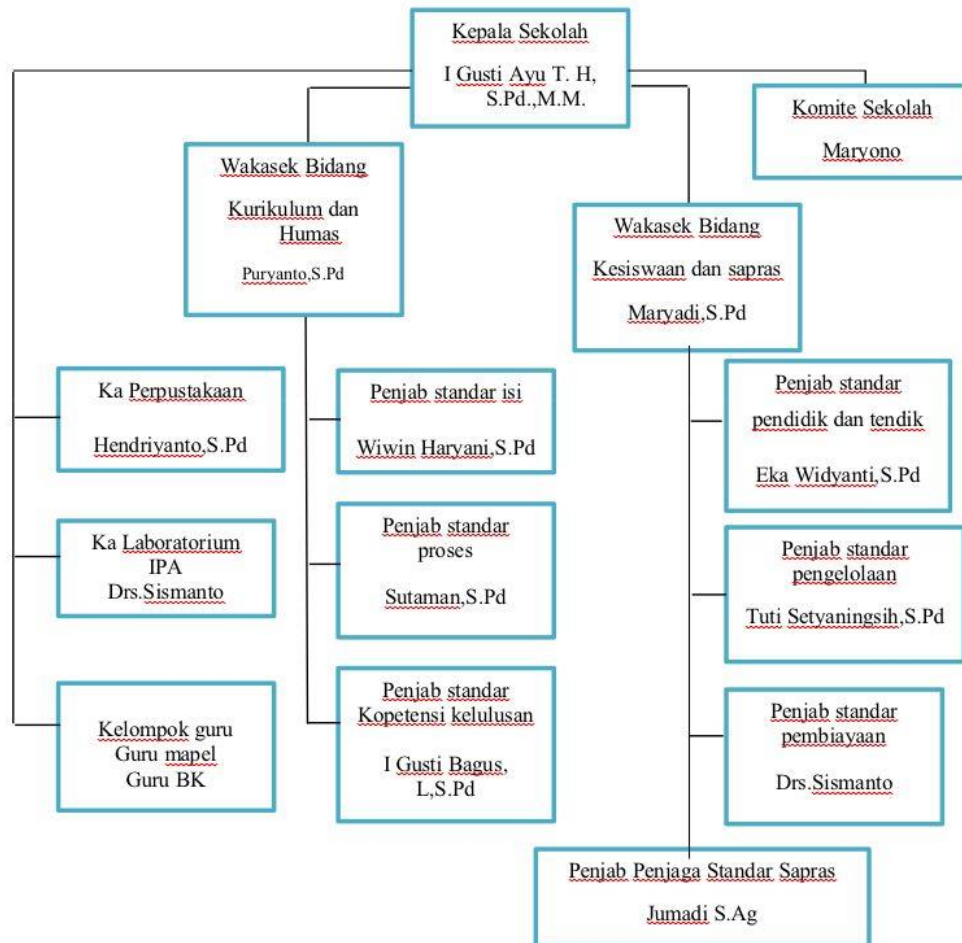 Kepala Sekolah
I Gusti Ayu T. H,
S.Pd.,M.M.
Komite Sekolah
Maryono
Wakasek Bidang
Kurikulum dan
Humas
Puryanto,S.Pd
Wakasek Bidang
Kesiswaan dan sapras
Maryadi,S.Pd
Ka Perpustakaan
Hendriyanto,S.Pd
Penjab standar isi
Wiwin Haryani,S.Pd
Penjab standar
pendidik dan tendik
Eka Widyanti,S.Pd
Ka Laboratorium
IPA
Drs.Sismanto
Penjab standar
proses
Sutaman,S.Pd
Penjab standar
pengelolaan
Tuti Setyaningsih,S.Pd
Kelompok guru
Guru mapel
Guru BK
Penjab standar
Kopetensi kelulusan
I Gusti Bagus,
L,S.Pd
Penjab standar
pembiayaan
Drs.Sismanto
Penjab Penjaga Standar Sapras
Jumadi S.Ag